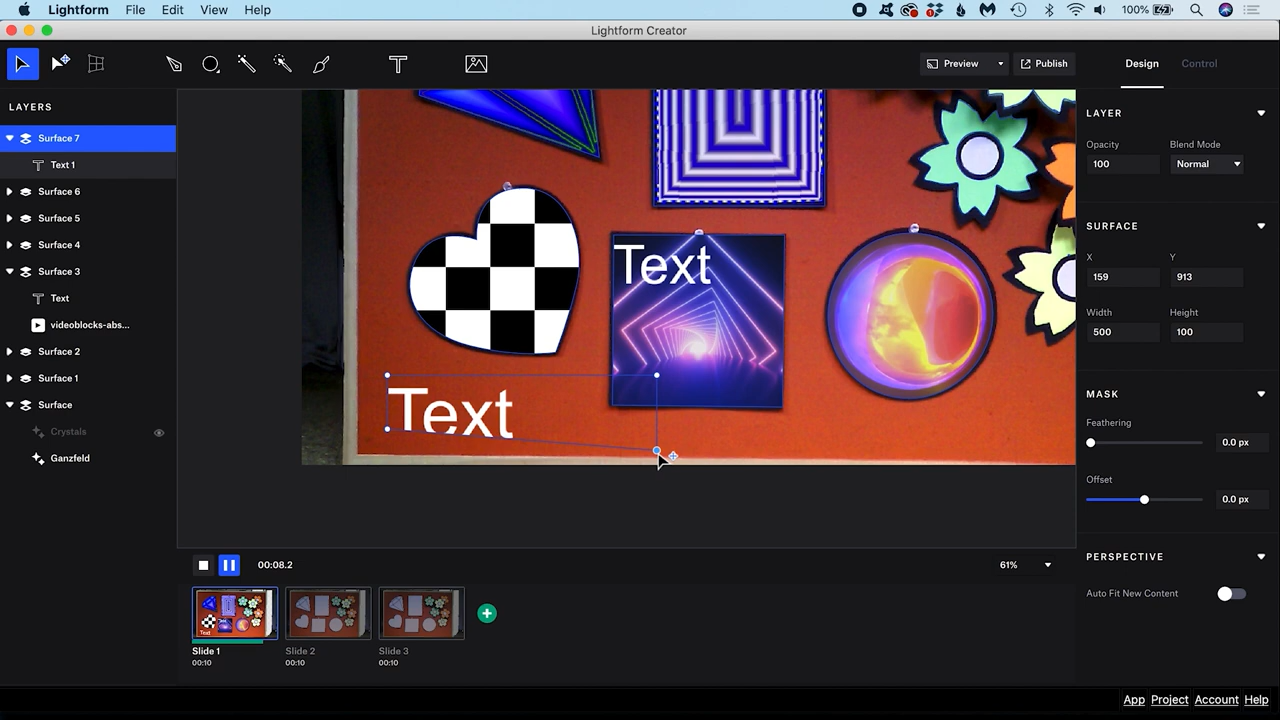 Lightform File Edit View Help
100%
Lightform Creator
Preview
Publish
Design Control
LAYERS
Surface 7
Text 1
Surface 6
Surface 5
Surface 4
Surface 3
Text
videoblocks-abs...
Surface 2
Surface 1
Surface
Crystals
Ganzfeld
Text
Text
LAYER
Opacity Blend Mode
100 Normal
SURFACE
X Y
159 913
Width Height
500 100
MASK
Feathering
0.0 px
Offset
0.0 px
PERSPECTIVE
Auto Fit New Content
00:08.2
61%
Text
Slide 1 Slide 2 Slide 3
00:10 00:10 00:10
App Project Account Help